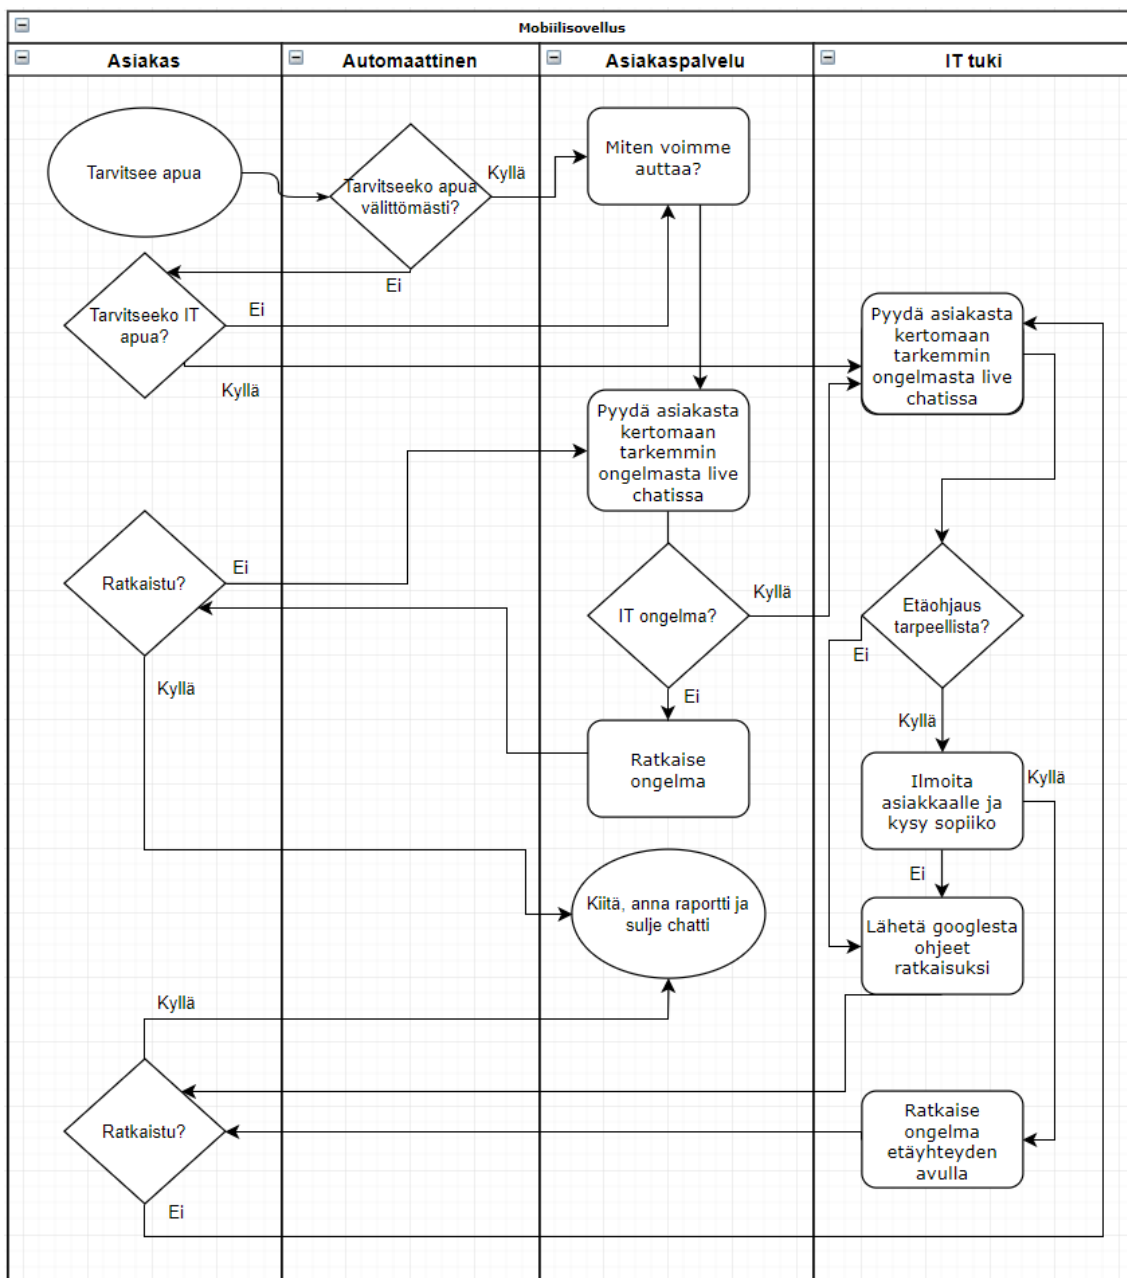 Mobiilisovellus
Asiakas
Automaattinen
Asiakaspalvelu
IT tuki
Tarvitsee apua
Tarvitseeko apua
välittömästi?
Kyllä
Miten voimme
auttaa?
Ei
Tarvitseeko IT
apua?
Ei
Kyllä
Pyydä asiakasta
kertomaan
tarkemmin
ongelmasta live
chatissa
Pyydä asiakasta
kertomaan
tarkemmin
ongelmasta live
chatissa
Ratkaistu?
Ei
Kyllä
IT ongelma?
Kyllä
Ei
Etäohjaus
tarpeellista?
Ei
Kyllä
Ratkaise
ongelma
Ilmoita
asiakkaalle ja
kysy sopiiko
Kyllä
Ei
Kiitä, anna raportti ja
sulje chatti
Lähetä googlesta
ohjeet
ratkaisuksi
Kyllä
Ratkaistu?
Ei
Ratkaise
ongelma
etäyhteyden
avulla